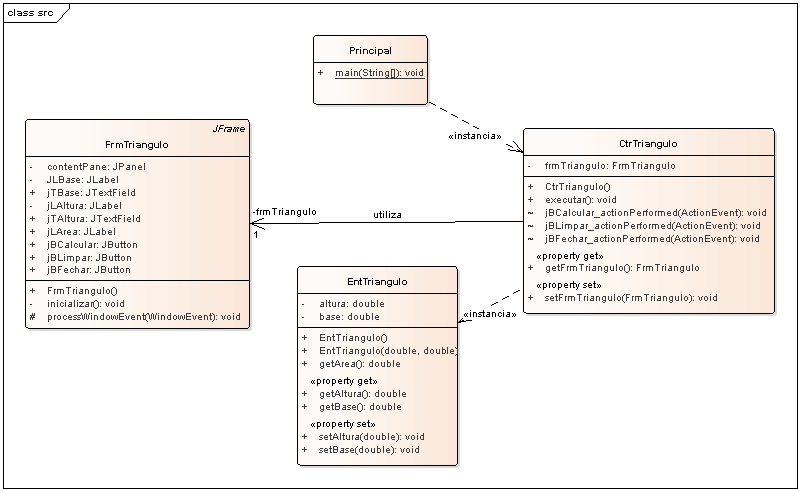 class src
Principal
+ main(String[]): void
«instancia»
JFrame
FrmTriangulo
- contentPane: JPanel
- JLBase: JLabel
+ jTBase: JTextField
- jLAltura: JLabel
+ jTAltura: JTextField
+ jLArea: JLabel
+ jBCalcular: JButton
+ jBLimpar: JButton
+ jBFechar: JButton
+ FrmTriangulo()
- inicializar(): void
# processWindowEvent(WindowEvent): void
-frmTriangulo
1
utiliza
CtrTriangulo
- frmTriangulo: FrmTriangulo
+ CtrTriangulo()
+ executar(): void
~ jBCalcular_actionPerformed(ActionEvent): void
~ jBLimpar_actionPerformed(ActionEvent): void
~ jBFechar_actionPerformed(ActionEvent): void
«property get»
+ getFrmTriangulo(): FrmTriangulo
«property set»
+ setFrmTriangulo(FrmTriangulo): void
«instancia»
EntTriangulo
- altura: double
- base: double
+ EntTriangulo()
+ EntTriangulo(double, double)
+ getArea(): double
«property get»
+ getAltura(): double
+ getBase(): double
«property set»
+ setAltura(double): void
+ setBase(double): void